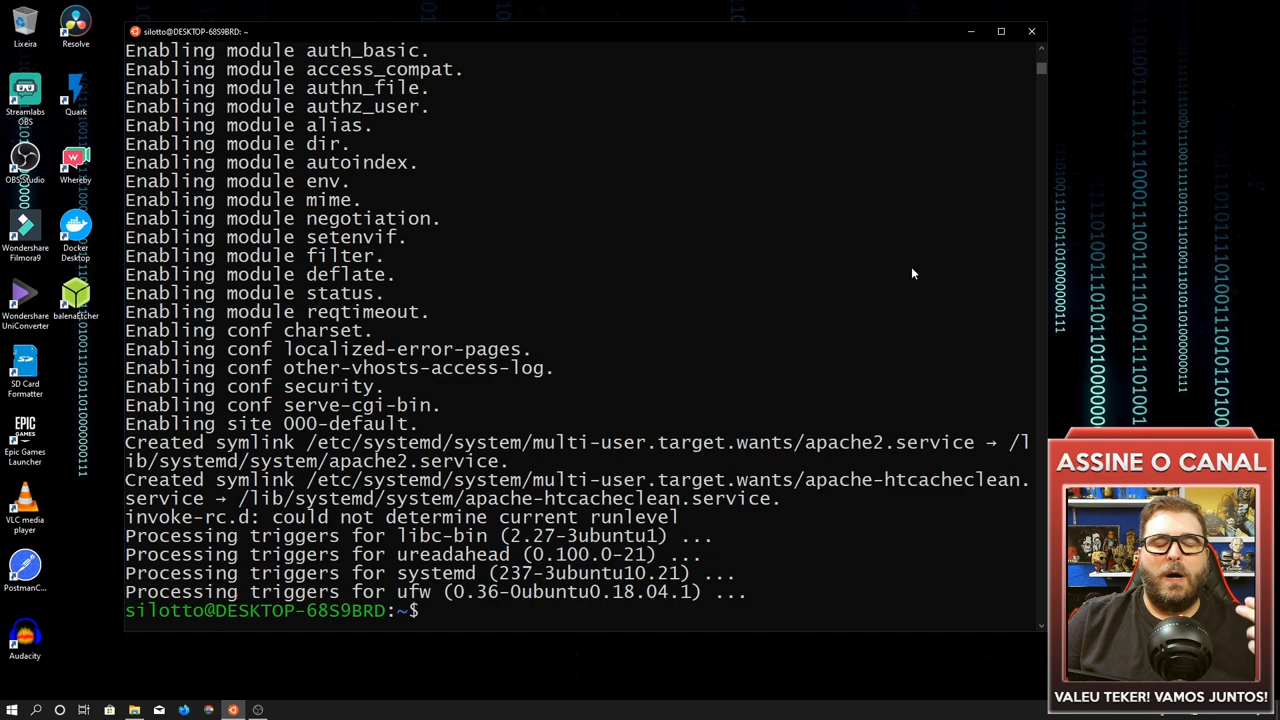 silotto@DESKTOP-68S9BRD: ~
Enabling module auth_basic.
Enabling module access_compat.
Enabling module authn_file.
Enabling module authz_user.
Enabling module alias.
Enabling module dir.
Enabling module autoindex.
Enabling module env.
Enabling module mime.
Enabling module negotiation.
Enabling module setenvif.
Enabling module filter.
Enabling module deflate.
Enabling module status.
Enabling module reqtimeout.
Enabling conf charset.
Enabling conf localized-error-pages.
Enabling conf other-vhosts-access-log.
Enabling conf security.
Enabling conf serve-cgi-bin.
Enabling site 000-default.
Created symlink /etc/systemd/system/multi-user.target.wants/apache2.service → /l
ib/systemd/system/apache2.service.
Created symlink /etc/systemd/system/multi-user.target.wants/apache-htcacheclean.
service → /lib/systemd/system/apache-htcacheclean.service.
invoke-rc.d: could not determine current runlevel
Processing triggers for libc-bin (2.27-3ubuntu1) ...
Processing triggers for ureadahead (0.100.0-21) ...
Processing triggers for systemd (237-3ubuntu10.21) ...
Processing triggers for ufw (0.36-0ubuntu0.18.04.1) ...
silotto@DESKTOP-68S9BRD:~$
Lixeira
Resolve
Streamlabs
OBS
Quark
OBS Studio
Whereby
Wondershare
Filmora9
Docker
Desktop
Wondershare
UniConverter
balenaEtcher
SD Card
Formatter
EPIC
GAMES
Epic Games
Launcher
VLC media
player
PostmanC...
Audacity
ASSINE O CANAL
VALEU TEKER! VAMOS JUNTOS!